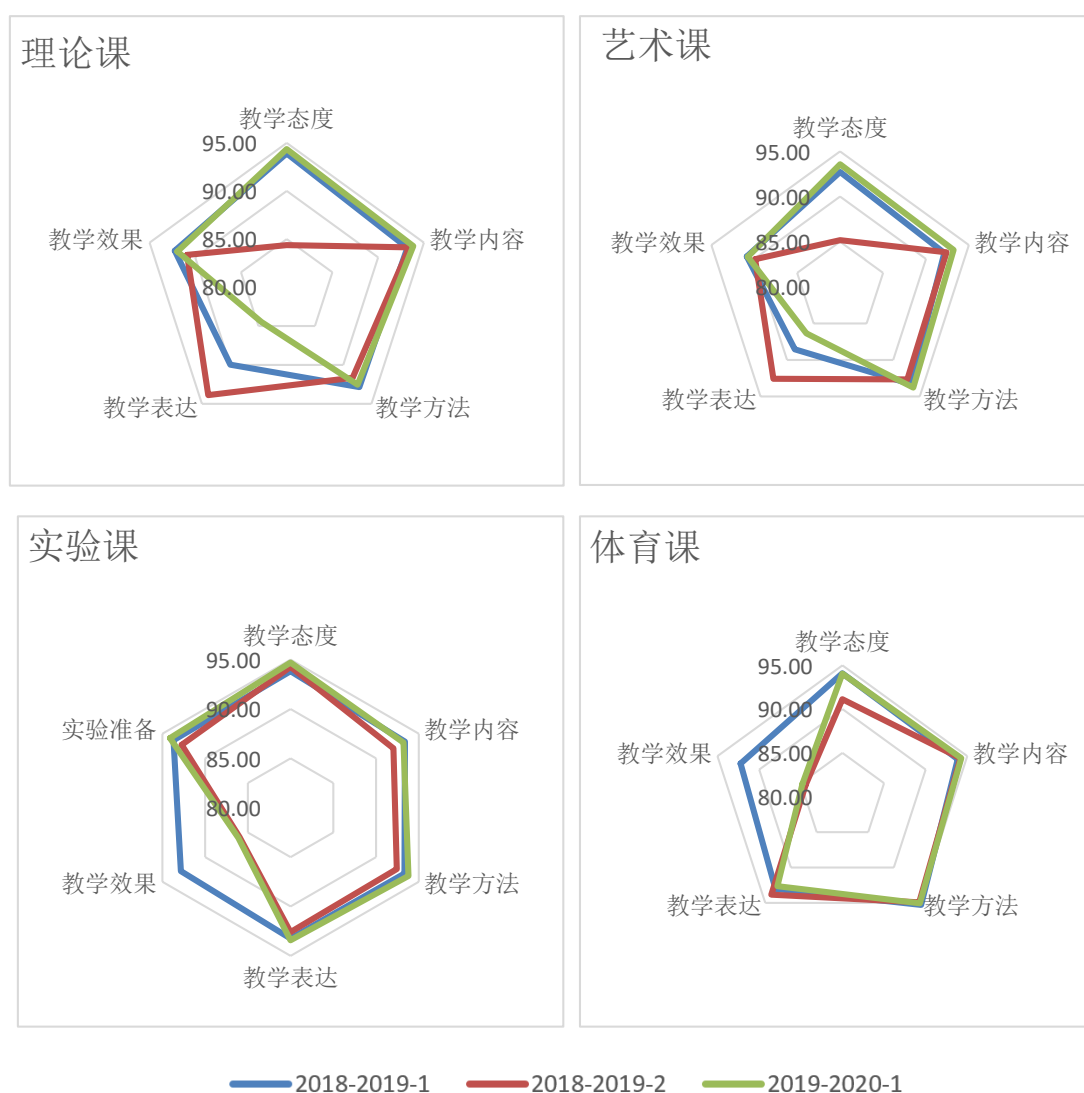 理论课
教学态度
95.00
90.00
85.00
80.00
教学效果
教学内容
教学表达
教学方法
艺术课
教学态度
95.00
90.00
85.00
80.00
教学效果
教学内容
教学表达
教学方法
实验课
教学态度
95.00
90.00
85.00
80.00
实验准备
教学内容
教学效果
教学方法
教学表达
体育课
教学态度
95.00
90.00
85.00
80.00
教学效果
教学内容
教学表达
教学方法
2018-2019-1 2018-2019-2 2019-2020-1